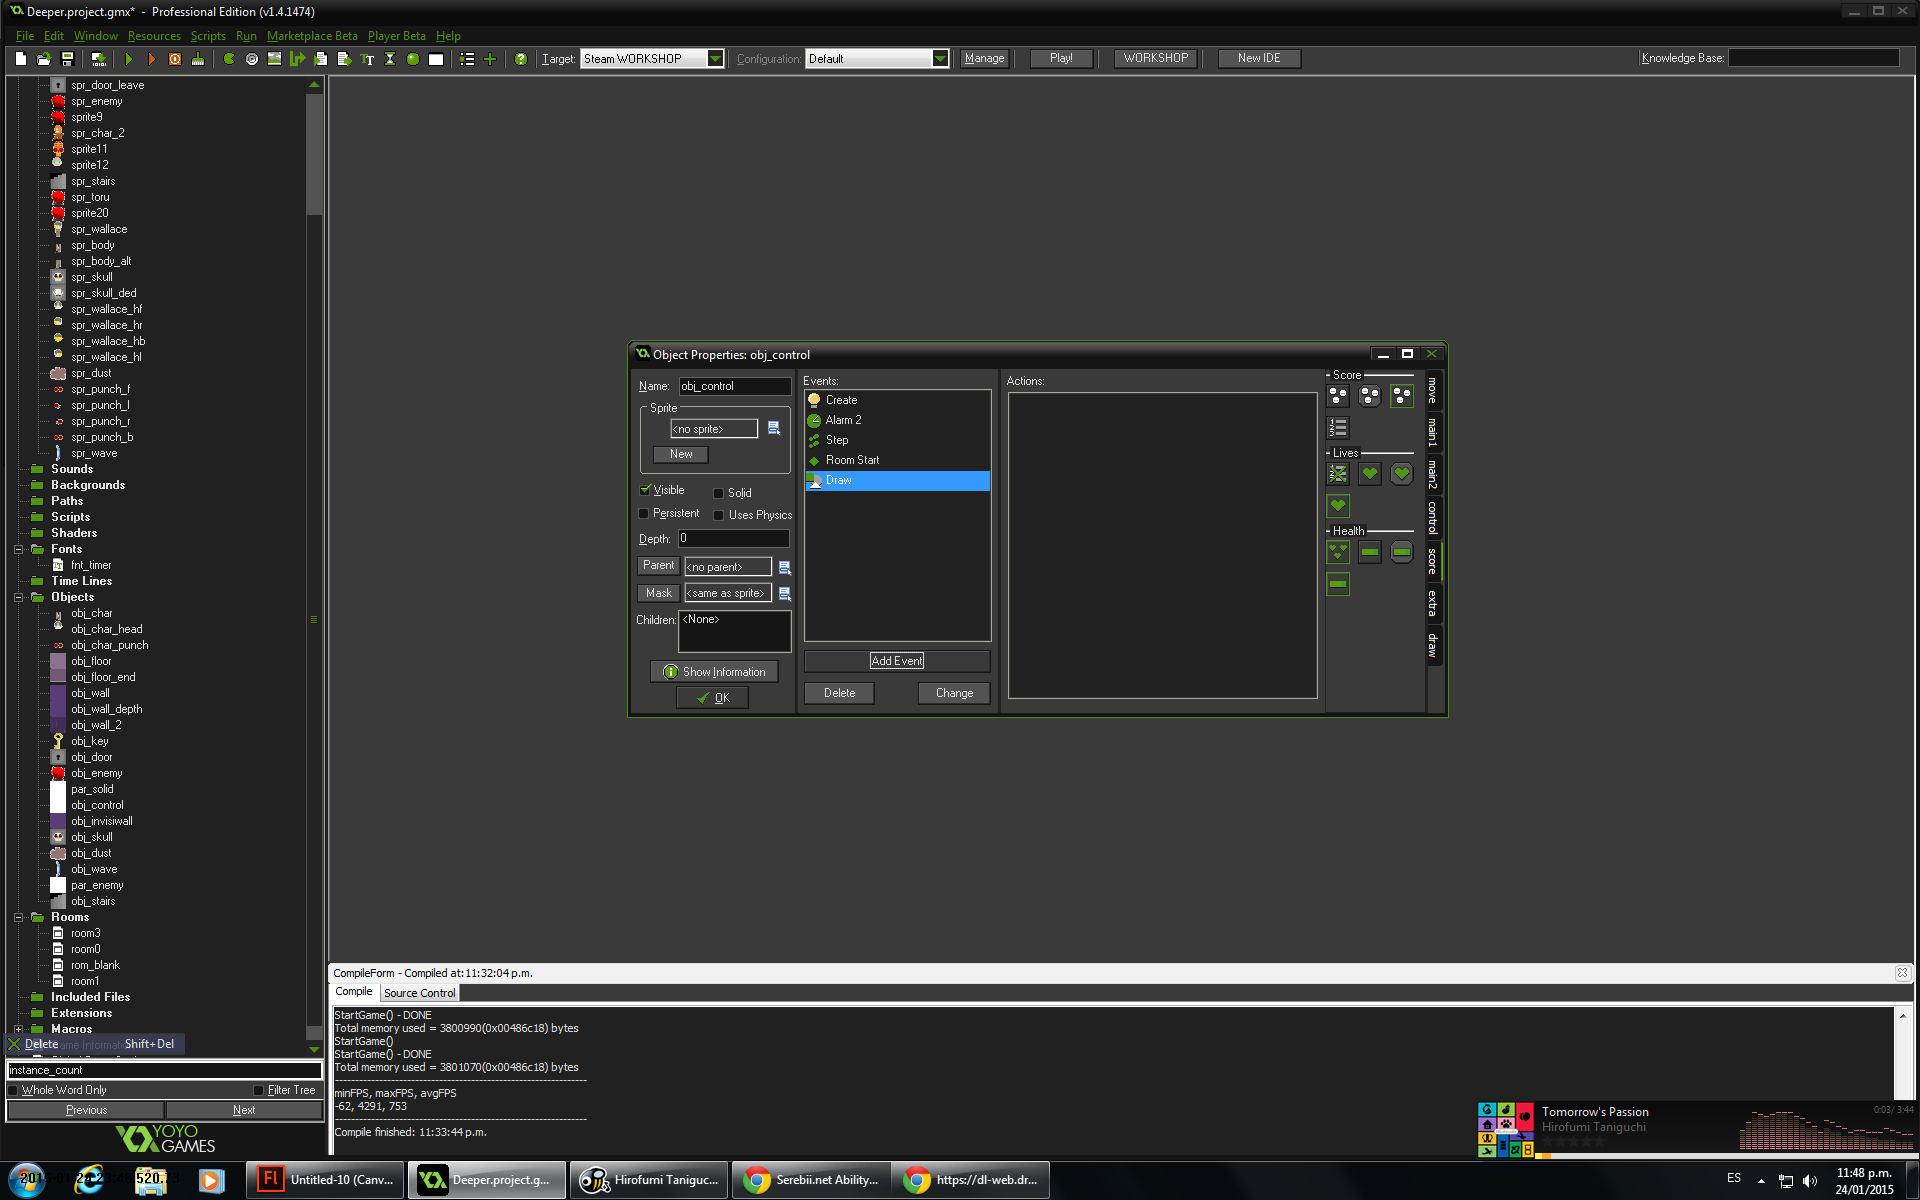 Deeper.project.gmx* - Professional Edition (v1.4.1474)
File Edit Window Resources Scripts Run Marketplace Beta Player Beta Help
Target: Steam WORKSHOP Configuration: Default Manage Play! WORKSHOP New IDE Knowledge Base:
spr_door_leave
spr_enemy
sprite9
spr_char_2
sprite11
sprite12
spr_stairs
spr_toru
sprite20
spr_wallace
spr_body
spr_body_alt
spr_skull
spr_skull_ded
spr_wallace_hf
spr_wallace_hr
spr_wallace_hb
spr_wallace_hl
spr_dust
spr_punch_f
spr_punch_l
spr_punch_r
spr_punch_b
spr_wave
Sounds
Backgrounds
Paths
Scripts
Shaders
Fonts
fnt_timer
Time Lines
Objects
obj_char
obj_char_head
obj_char_punch
obj_floor
obj_floor_end
obj_wall
obj_wall_depth
obj_wall_2
obj_key
obj_door
obj_enemy
par_solid
obj_control
obj_invisiwall
obj_skull
obj_dust
obj_wave
par_enemy
obj_stairs
Rooms
room3
room0
rom_blank
room1
Included Files
Extensions
Macros
Delete Shift+Del
instance_count
Whole Word Only Filter Tree
Previous Next
YOYO
GAMES
Object Properties: obj_control
Name: obj_control
Sprite
<no sprite>
New
Visible Solid
Persistent Uses Physics
Depth: 0
Parent <no parent>
Mask <same as sprite>
Children: <None>
Show Information
OK
Events:
Create
Alarm 2
Step
Room Start
Draw
Add Event
Delete Change
Actions:
Score
Lives
Health
move
main1
main2
control
score
extra
draw
CompileForm - Compiled at: 11:32:04 p.m.
Compile Source Control
StartGame() - DONE
Total memory used = 3800990(0x00486c18) bytes
StartGame()
StartGame() - DONE
Total memory used = 3801070(0x00486c18) bytes
minFPS, maxFPS, avgFPS
-62, 4291, 753
Compile finished: 11:33:44 p.m.
Tomorrow's Passion
Hirofumi Taniguchi
0:03/ 3:44
Untitled-10 (Canv...
Deeper.project.g...
Hirofumi Taniguc...
Serebii.net Ability...
https://dl-web.dr...
ES
11:48 p.m.
24/01/2015